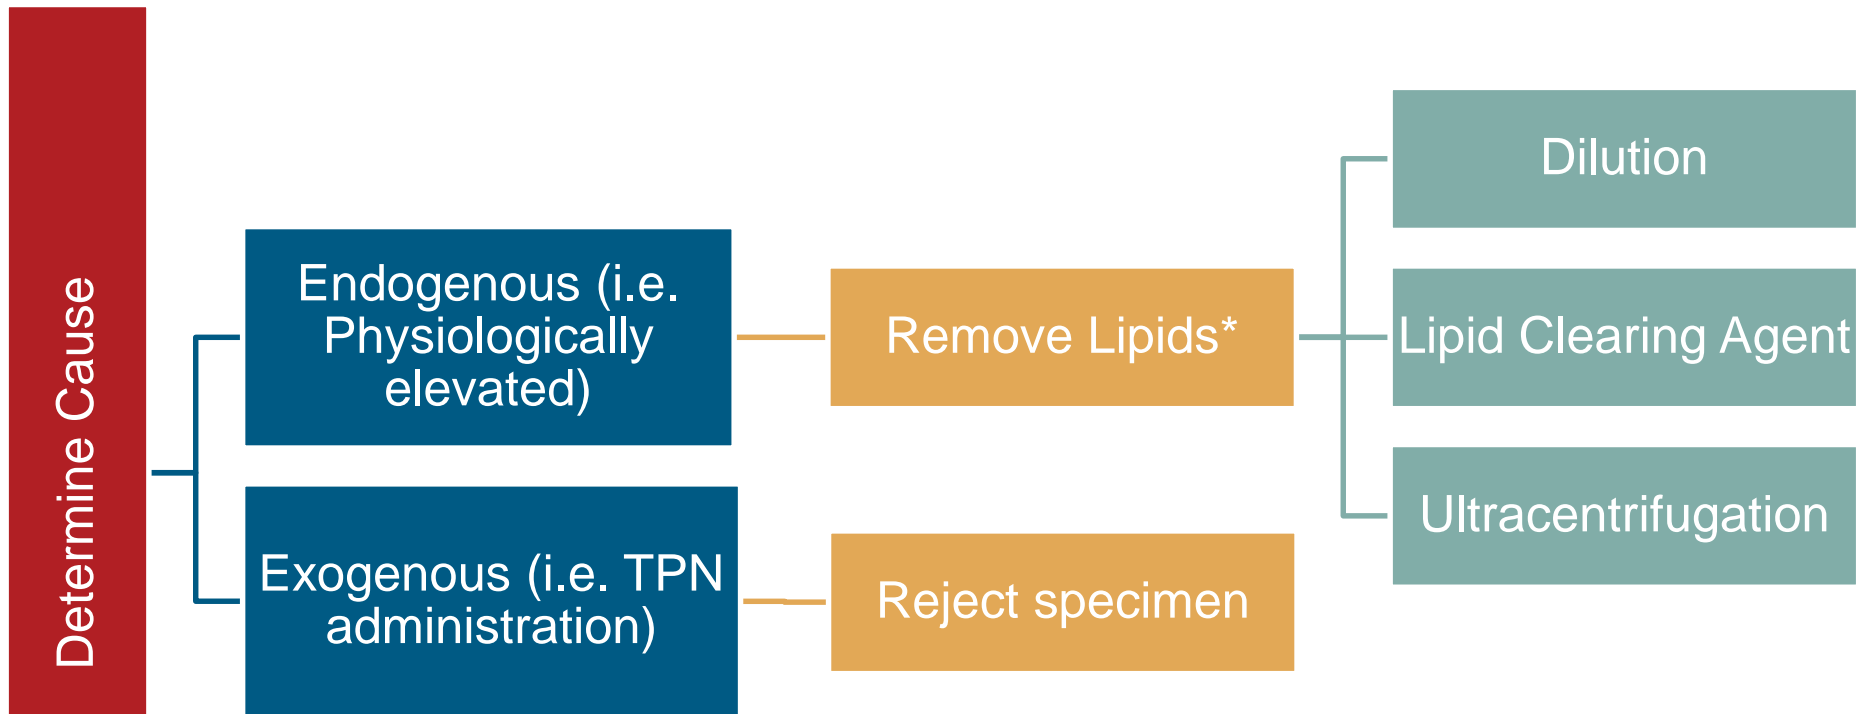 Determine Cause
Endogenous (i.e.
Physiologically
elevated)
Exogenous (i.e. TPN
administration)
Remove Lipids*
Reject specimen
Dilution
Lipid Clearing Agent
Ultracentrifugation